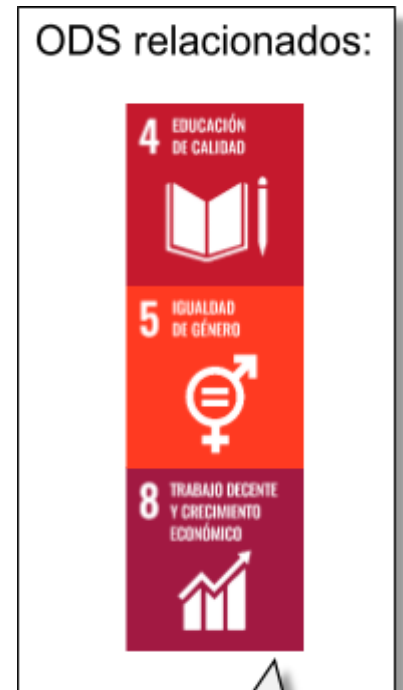 ODS relacionados:
4 EDUCACIÓN
DE CALIDAD
5 IGUALDAD
DE GÉNERO
8 TRABAJO DECENTE
Y CRECIMIENTO
ECONÓMICO